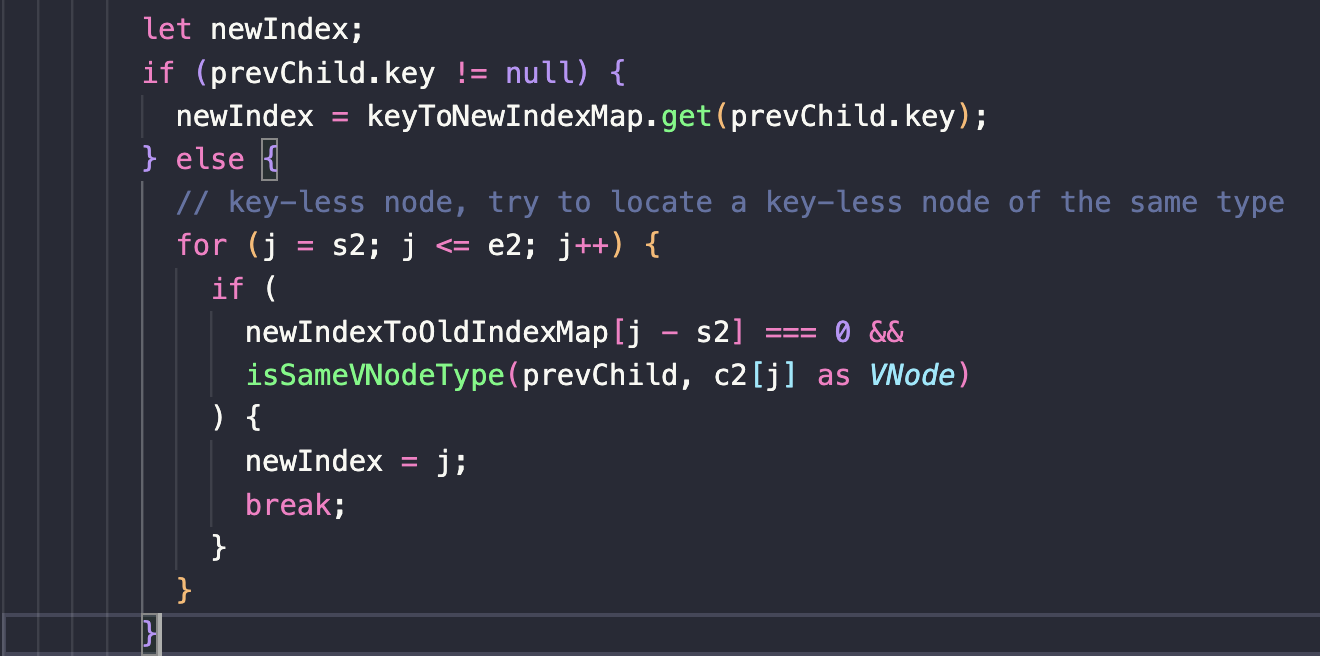 let newIndex;
if (prevChild.key != null) {
newIndex = keyToNewIndexMap.get(prevChild.key);
} else {
// key-less node, try to locate a key-less node of the same type
for (j = s2; j <= e2; j++) {
if (
newIndexToOldIndexMap[j - s2] === 0 &&
isSameVNodeType(prevChild, c2[j] as VNode)
) {
newIndex = j;
break;
}
}
}